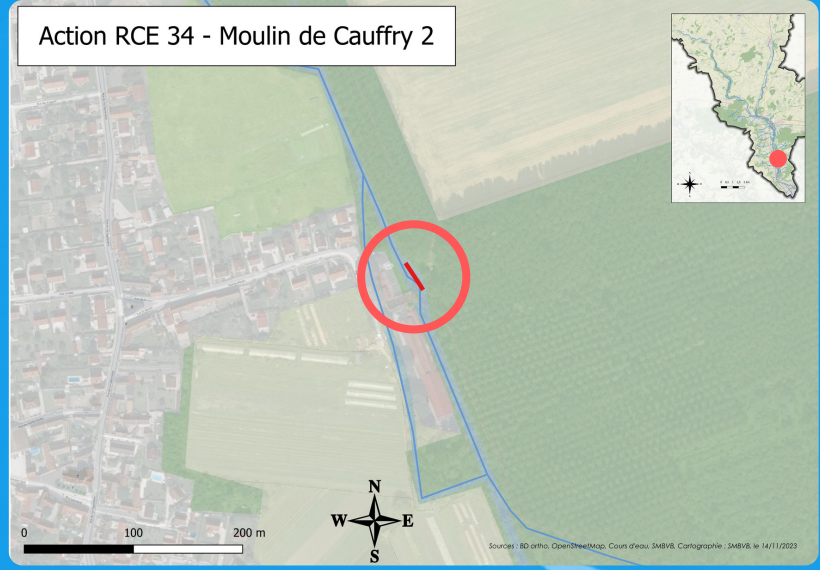 Action RCE 34 - Moulin de Cauffry 2
N
W E
S
0 100 200 m
Sources : BD ortho, OpenStreetMap, Cours d'eau, SMBVB, Cartographie : SMBVB, le 14/11/2023